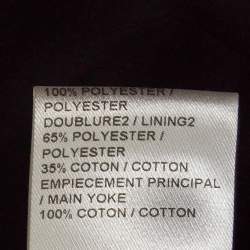 100% POLYESTER /
POLYESTER
DOUBLURE2 / LINING2
65% POLYESTER /
POLYESTER
35% COTON / COTTON
EMPIECEMENT PRINCIPAL
/ MAIN YOKE
100% COTON / COTTON